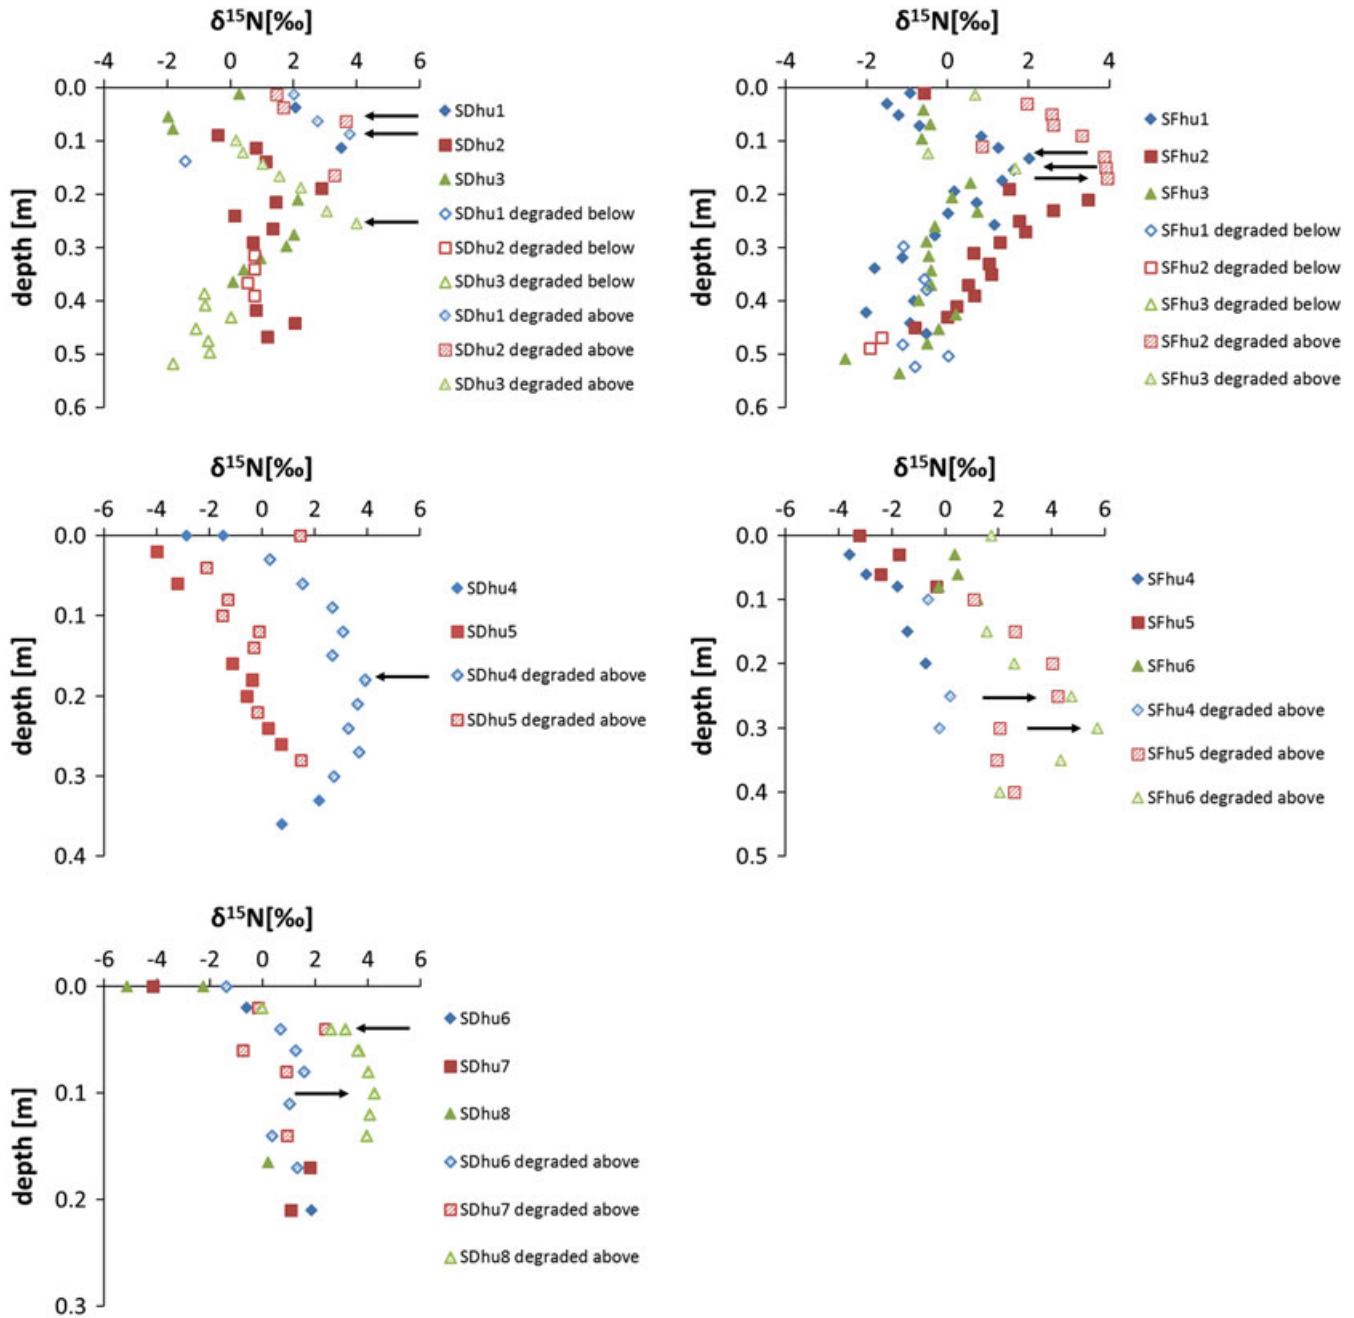 δ¹⁵N[‰]
-4 -2 0 2 4 6
0.0
0.1
0.2
0.3
0.4
0.5
0.6
depth [m]
SDhu1
SDhu2
SDhu3
SDhu1 degraded below
SDhu2 degraded below
SDhu3 degraded below
SDhu1 degraded above
SDhu2 degraded above
SDhu3 degraded above
δ¹⁵N[‰]
-4 -2 0 2 4
0.0
0.1
0.2
0.3
0.4
0.5
0.6
depth [m]
SFhu1
SFhu2
SFhu3
SFhu1 degraded below
SFhu2 degraded below
SFhu3 degraded below
SFhu2 degraded above
SFhu3 degraded above
δ¹⁵N[‰]
-6 -4 -2 0 2 4 6
0.0
0.1
0.2
0.3
0.4
depth [m]
SDhu4
SDhu5
SDhu4 degraded above
SDhu5 degraded above
δ¹⁵N[‰]
-6 -4 -2 0 2 4 6
0.0
0.1
0.2
0.3
0.4
0.5
depth [m]
SFhu4
SFhu5
SFhu6
SFhu4 degraded above
SFhu5 degraded above
SFhu6 degraded above
δ¹⁵N[‰]
-6 -4 -2 0 2 4 6
0.0
0.1
0.2
0.3
depth [m]
SDhu6
SDhu7
SDhu8
SDhu6 degraded above
SDhu7 degraded above
SDhu8 degraded above